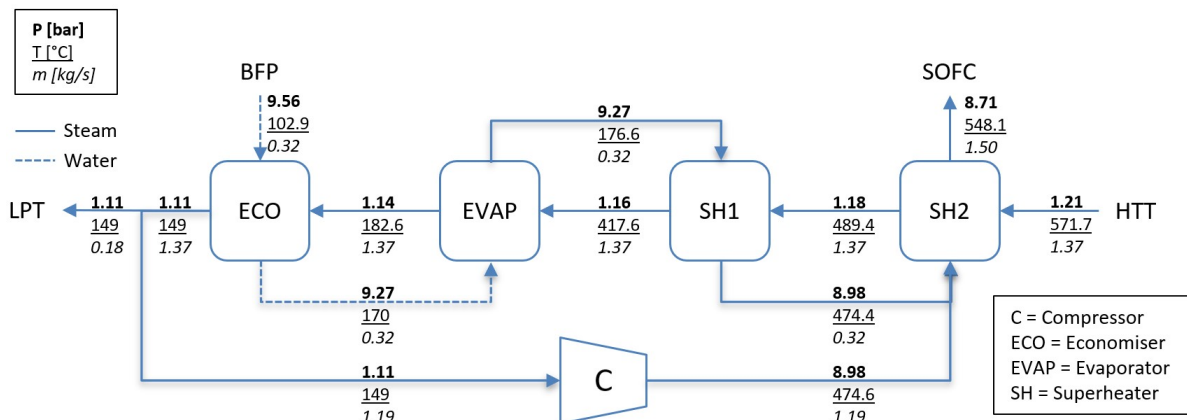 P [bar]
T [°C]
m [kg/s]
Steam
Water
BFP
9.56
102.9
0.32
SOFC
8.71
548.1
1.50
9.27
176.6
0.32
LPT
1.11
149
0.18
1.11
149
1.37
ECO
1.14
182.6
1.37
EVAP
1.16
417.6
1.37
SH1
1.18
489.4
1.37
SH2
1.21
571.7
1.37
HTT
9.27
170
0.32
8.98
474.4
0.32
1.11
149
1.19
C
8.98
474.6
1.19
C = Compressor
ECO = Economiser
EVAP = Evaporator
SH = Superheater